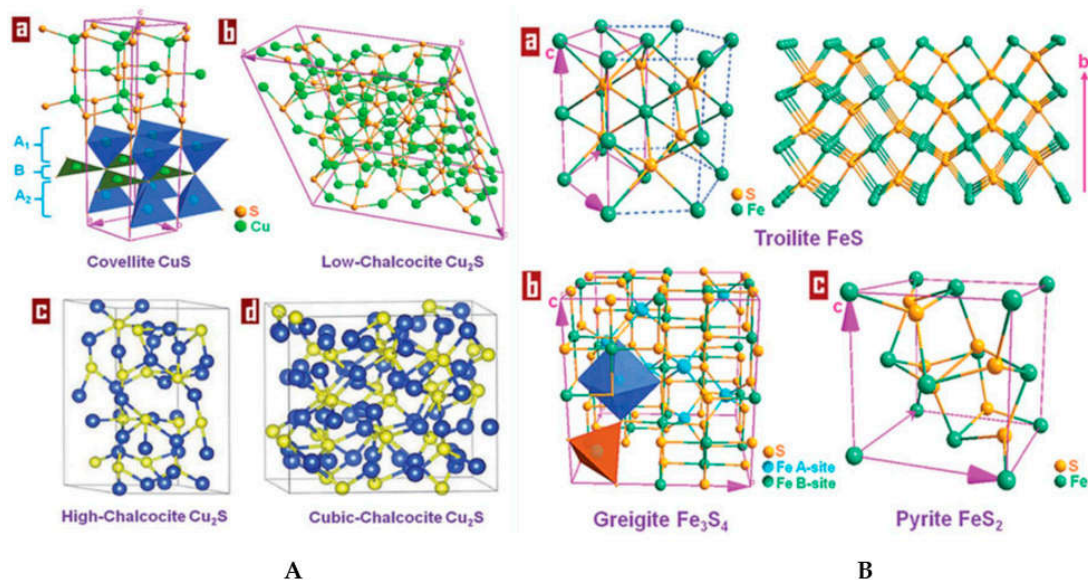 a
c
A₁
B
A₂
a
b
S
Cu
Covellite CuS
b
a
b
c
Low-Chalcocite Cu₂S
c
High-Chalcocite Cu₂S
d
Cubic-Chalcocite Cu₂S
A
a
c
b
S
Fe
Troilite FeS
b
c
S
Fe A-site
Fe B-site
Greigite Fe₃S₄
c
c
S
Fe
Pyrite FeS₂
B